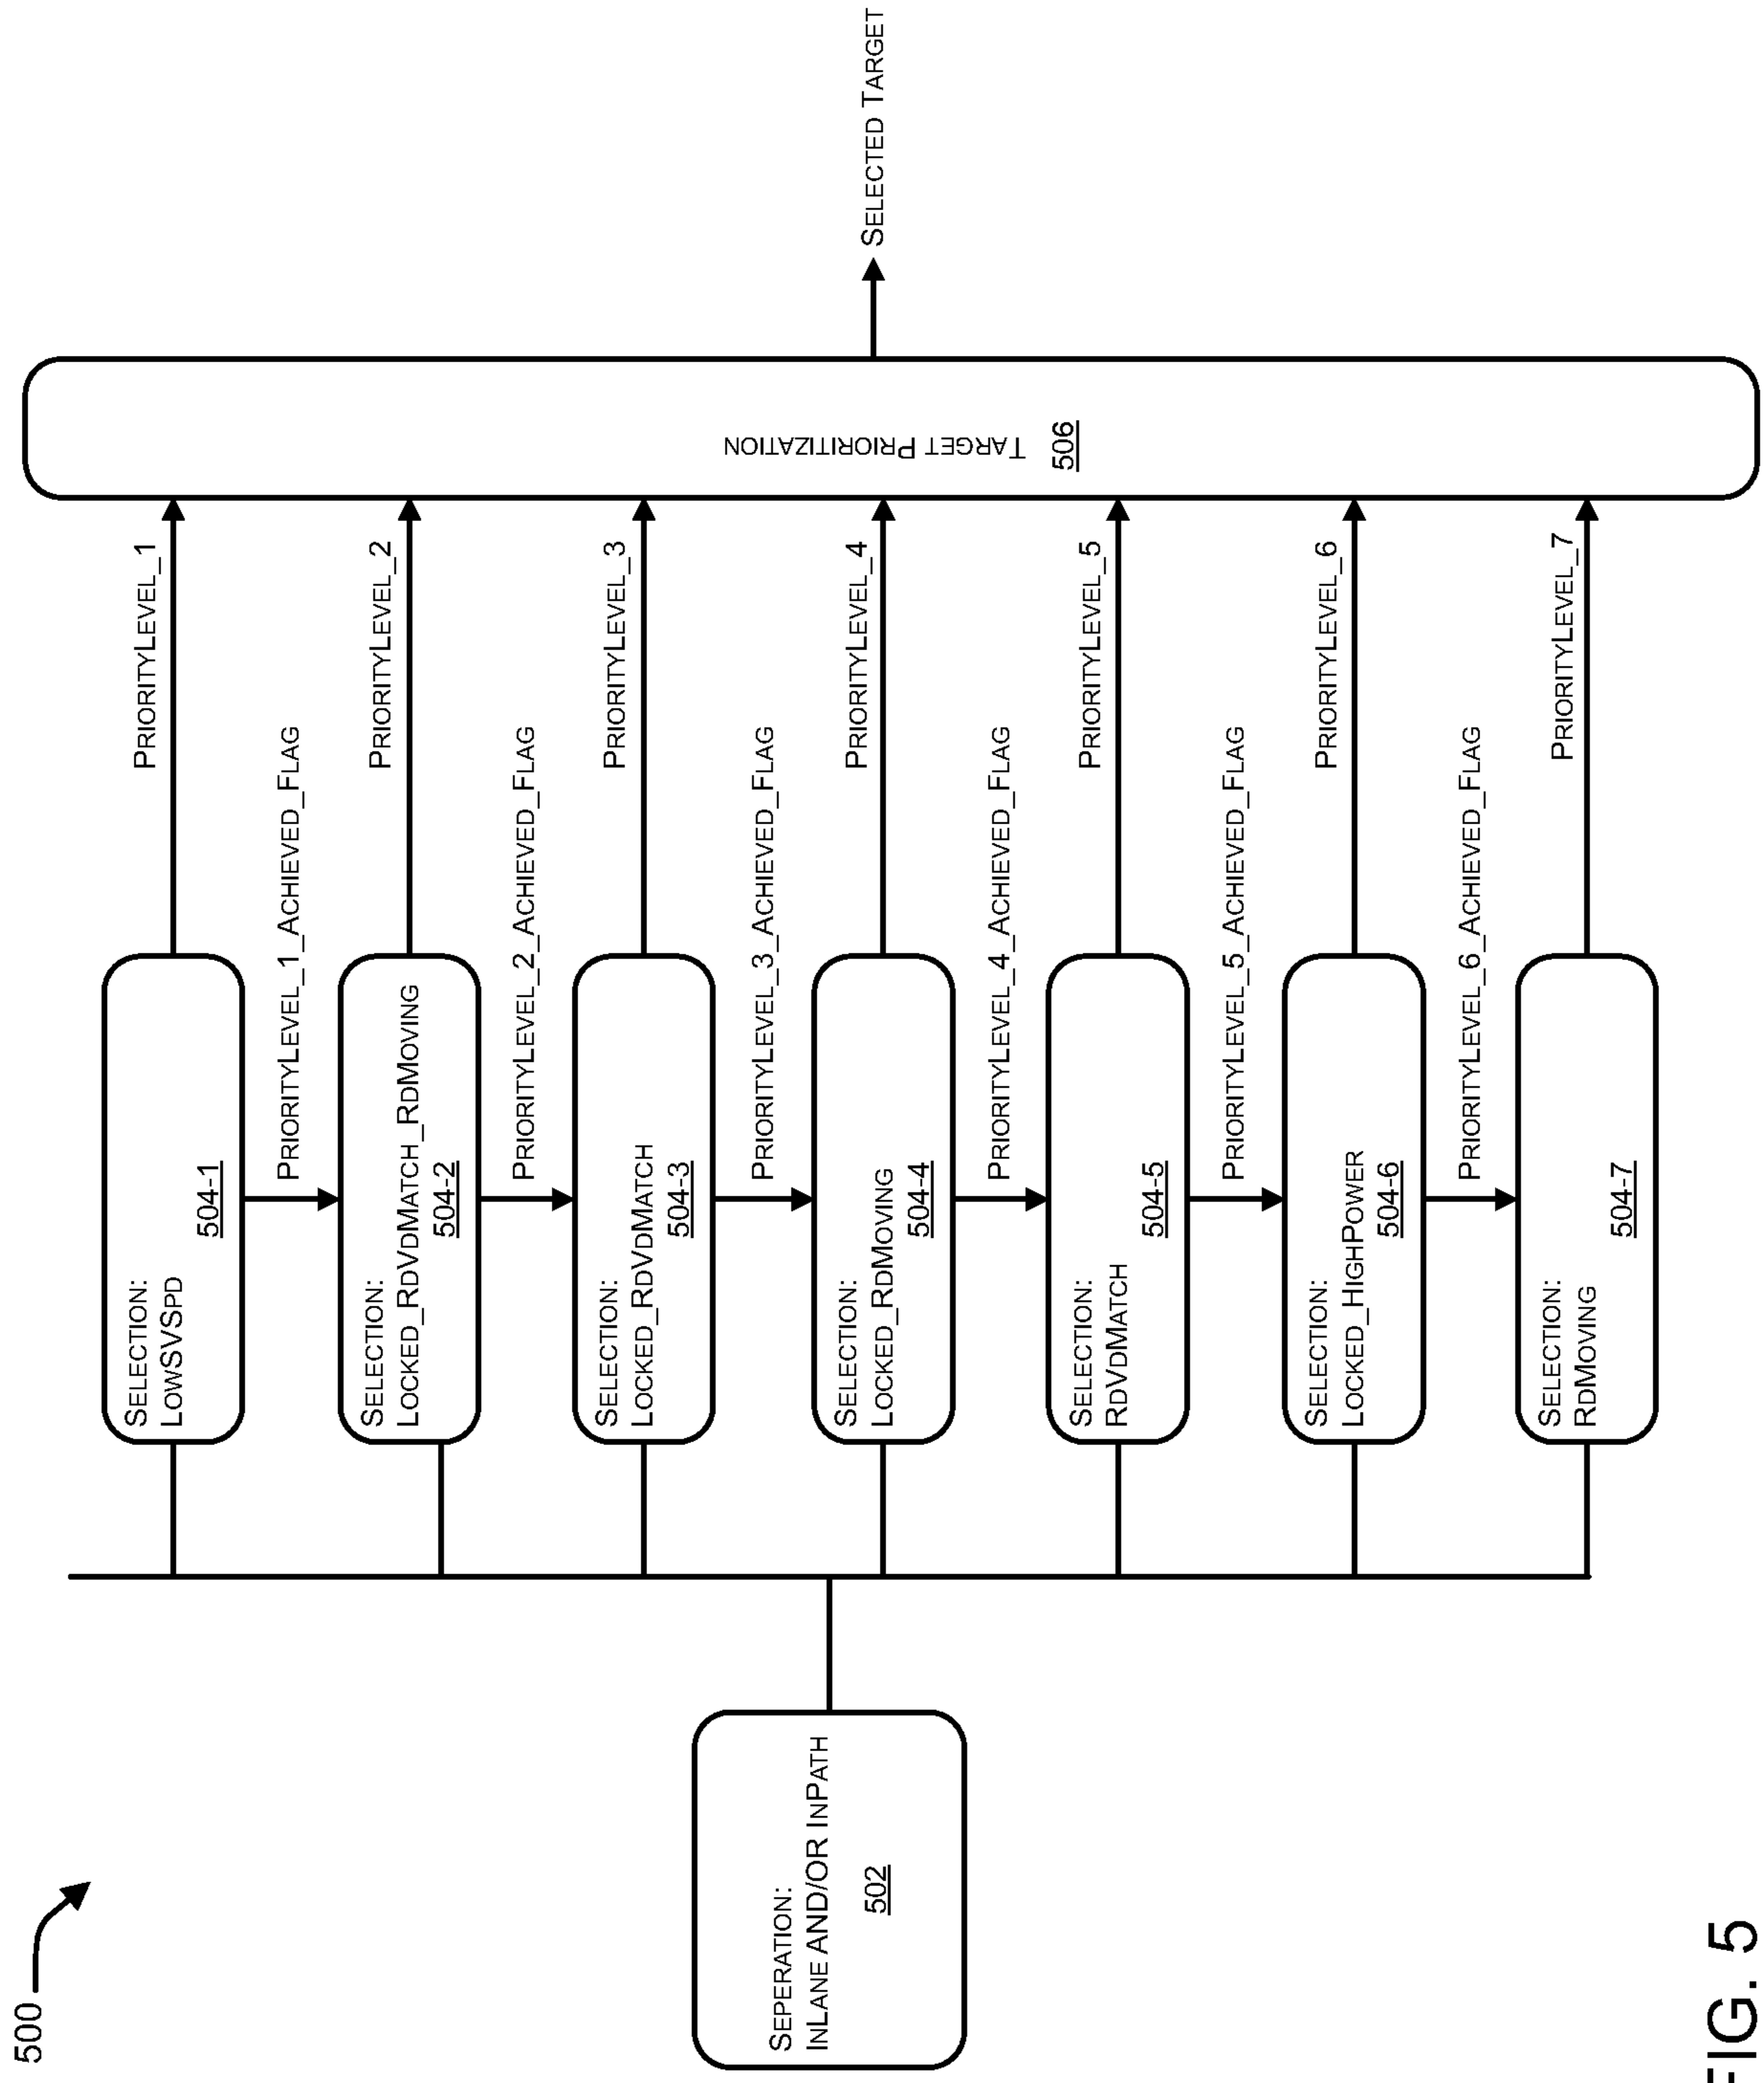 500
SEPERATION:
INLANE AND/OR INPATH
502
SELECTION:
LOWSVSPD
504-1
PRIORITYLEVEL_1
PRIORITYLEVEL_1_ACHIEVED_FLAG
SELECTION:
LOCKED_RDVDMATCH_RDMOVING
504-2
PRIORITYLEVEL_2
PRIORITYLEVEL_2_ACHIEVED_FLAG
SELECTION:
LOCKED_RDVDMATCH
504-3
PRIORITYLEVEL_3
PRIORITYLEVEL_3_ACHIEVED_FLAG
SELECTION:
LOCKED_RDMOVING
504-4
PRIORITYLEVEL_4
PRIORITYLEVEL_4_ACHIEVED_FLAG
SELECTION:
RDVDMATCH
504-5
PRIORITYLEVEL_5
PRIORITYLEVEL_5_ACHIEVED_FLAG
SELECTION:
LOCKED_HIGHPOWER
504-6
PRIORITYLEVEL_6
PRIORITYLEVEL_6_ACHIEVED_FLAG
SELECTION:
RDMOVING
504-7
PRIORITYLEVEL_7
TARGET PRIORITIZATION
506
SELECTED TARGET
FIG. 5